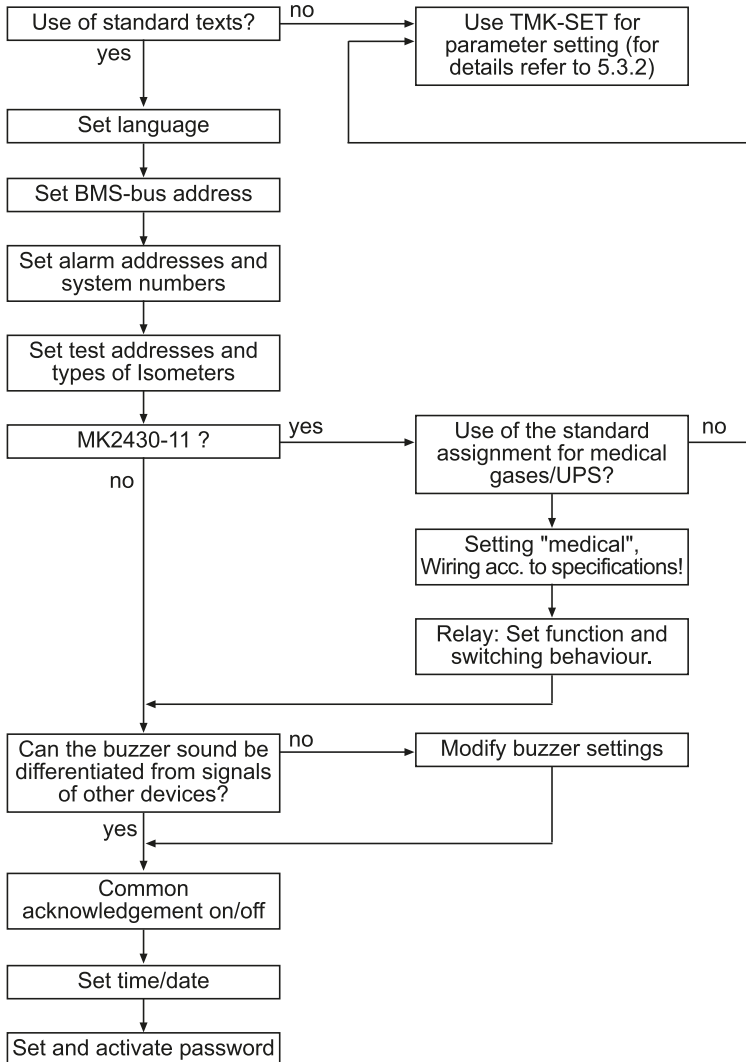 Use of standard texts?
no
Use TMK-SET for
parameter setting (for
details refer to 5.3.2)
yes
Set language
Set BMS-bus address
Set alarm addresses and
system numbers
Set test addresses and
types of Isometers
MK2430-11 ?
yes
Use of the standard
assignment for medical
gases/UPS?
no
no
Setting "medical",
Wiring acc. to specifications!
Relay: Set function and
switching behaviour.
Can the buzzer sound be
differentiated from signals
of other devices?
no
Modify buzzer settings
yes
Common
acknowledgement on/off
Set time/date
Set and activate password